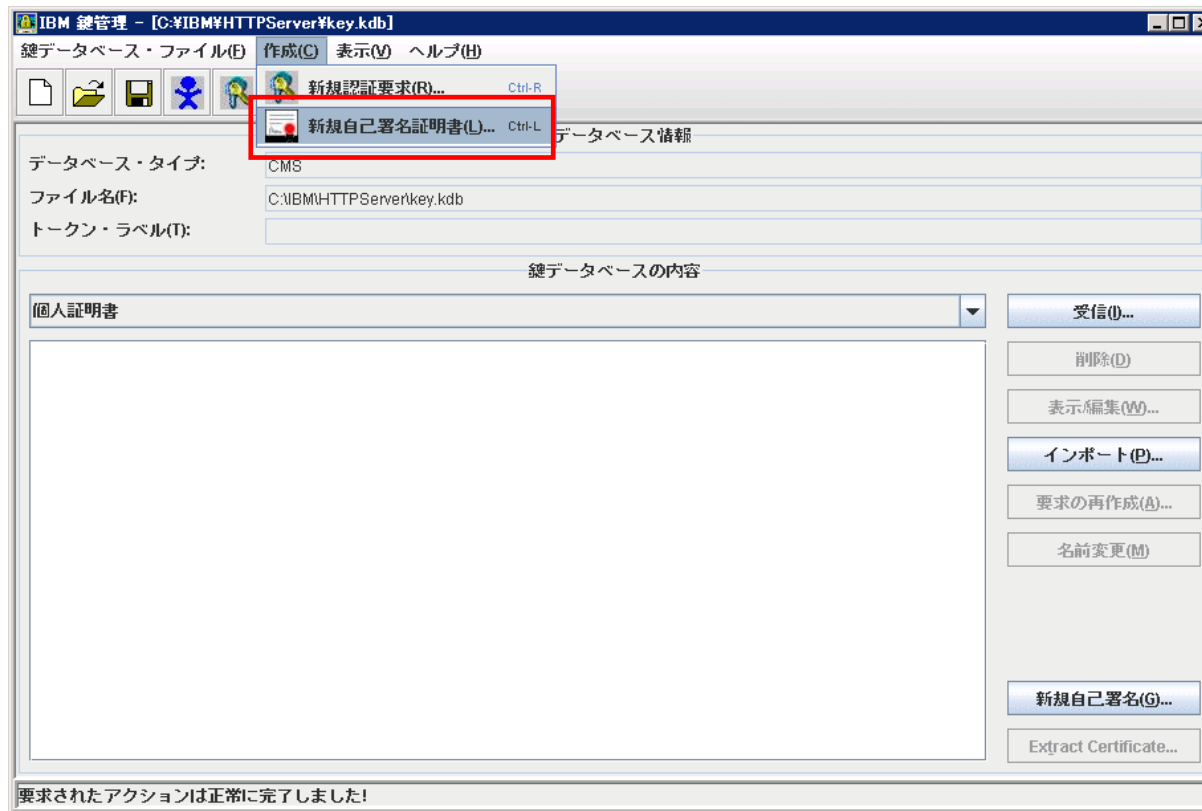 IBM 鍵管理 - [C:¥IBM¥HTTPServer¥key.kdb]
鍵データベース・ファイル(F) 作成(C) 表示(V) ヘルプ(H)
新規認証要求(R)... Ctrl-R
新規自己署名証明書(L)... Ctrl-L
データベース情報
データベース・タイプ: CMS
ファイル名(F): C:\IBM\HTTPServer\key.kdb
トークン・ラベル(T):
鍵データベースの内容
個人証明書
受信(I)...
削除(D)
表示/編集(W)...
インポート(P)...
要求の再作成(A)...
名前変更(M)
新規自己署名(G)...
Extract Certificate...
要求されたアクションは正常に完了しました!